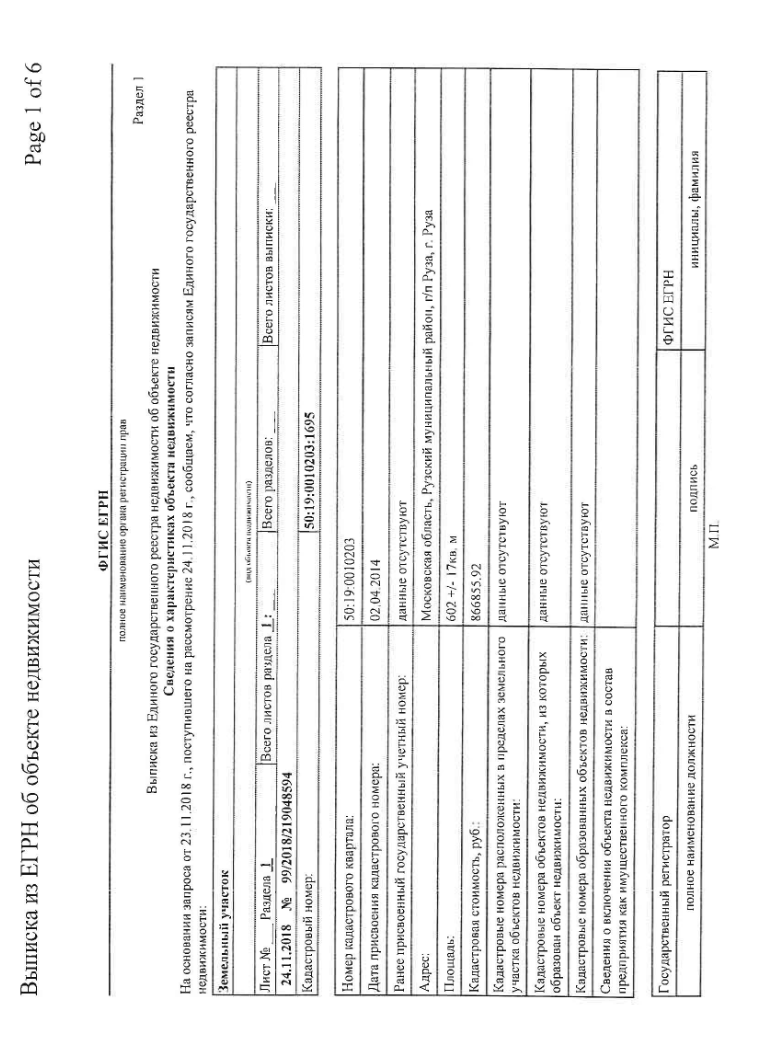 Выписка из ЕГРН об объекте недвижимости
Page 1 of 6
ФГИС ЕГРН
полное наименование органа регистрации прав
Раздел 1
Выписка из Единого государственного реестра недвижимости об объекте недвижимости
Сведения о характеристиках объекта недвижимости
На основании запроса от 23.11.2018 г., поступившего на рассмотрение 24.11.2018 г., сообщаем, что согласно записям Единого государственного реестра
недвижимости:
Земельный участок
(вид объекта недвижимости)
Лист № ___ Раздела 1 Всего листов раздела 1 : ___ Всего разделов: ___ Всего листов выписки: ___
24.11.2018 № 99/2018/219048594
Кадастровый номер: 50:19:0010203:1695
Номер кадастрового квартала: 50:19:0010203
Дата присвоения кадастрового номера: 02.04.2014
Ранее присвоенный государственный учетный номер: данные отсутствуют
Адрес: Московская область, Рузский муниципальный район, г/п Руза, г. Руза
Площадь: 602 +/- 17кв. м
Кадастровая стоимость, руб.: 866855.92
Кадастровые номера расположенных в пределах земельного данные отсутствуют
участка объектов недвижимости:
Кадастровые номера объектов недвижимости, из которых данные отсутствуют
образован объект недвижимости:
Кадастровые номера образованных объектов недвижимости: данные отсутствуют
Сведения о включении объекта недвижимости в состав
предприятия как имущественного комплекса:
Государственный регистратор ФГИС ЕГРН
полное наименование должности подпись инициалы, фамилия
М.П.